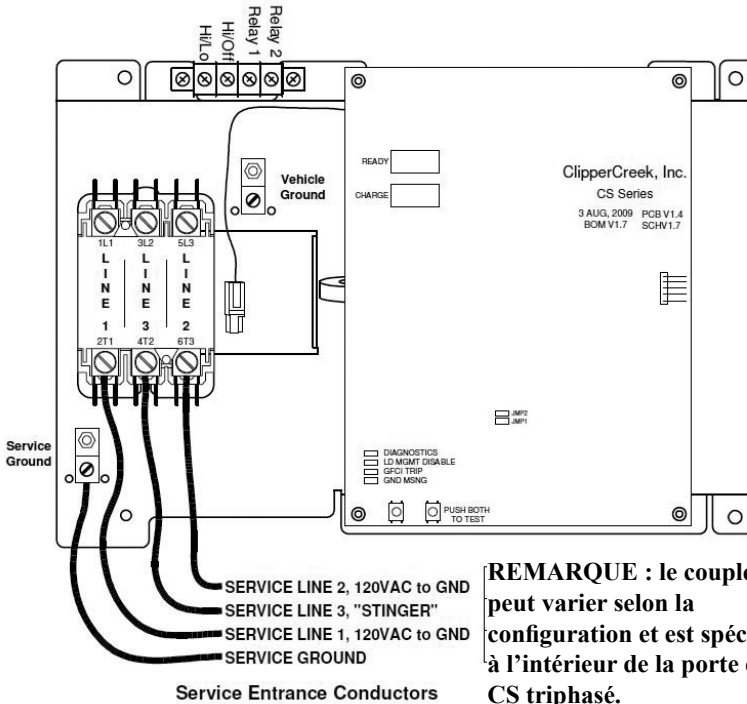 Hi/Lo
Hi/Off
Relay 1
Relay 2
READY
CHARGE
ClipperCreek, Inc.
CS Series
3 AUG, 2009 PCB V1.4
BOM V1.7 SCHV1.7
Vehicle
Ground
1L1 3L2 5L3
LINE 1
LINE 3
LINE 2
2T1 4T2 6T3
JMP2
JMP1
Service
Ground
DIAGNOSTICS
LD MGMT DISABLE
GFCI TRIP
GND MSNG
PUSH BOTH
TO TEST
SERVICE LINE 2, 120VAC to GND
SERVICE LINE 3, "STINGER"
SERVICE LINE 1, 120VAC to GND
SERVICE GROUND
Service Entrance Conductors
REMARQUE : le couple
peut varier selon la
configuration et est spéc
à l’intérieur de la porte
CS triphasé.